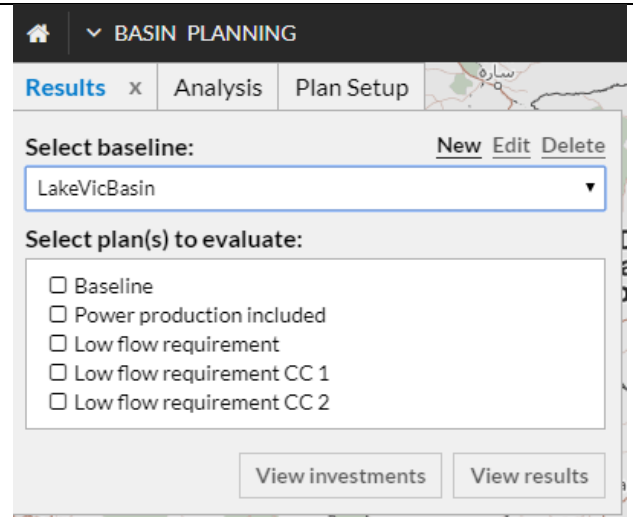 BASIN PLANNING
Results x Analysis Plan Setup
ساره
Select baseline: New Edit Delete
LakeVicBasin
Select plan(s) to evaluate:
Baseline
Power production included
Low flow requirement
Low flow requirement CC 1
Low flow requirement CC 2
View investments View results